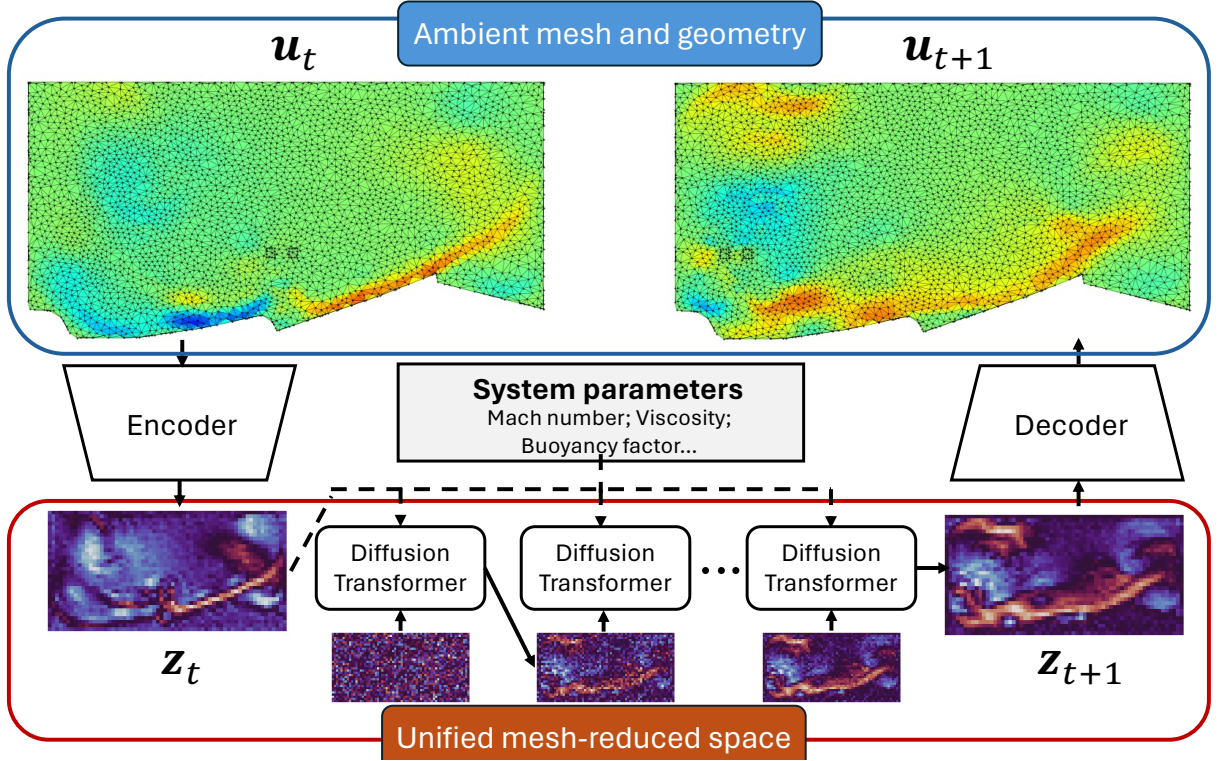 Ambient mesh and geometry
u_t
u_{t+1}
Encoder
System parameters
Mach number; Viscosity;
Buoyancy factor...
Decoder
Diffusion
Transformer
Diffusion
Transformer
...
Diffusion
Transformer
z_t
z_{t+1}
Unified mesh-reduced space